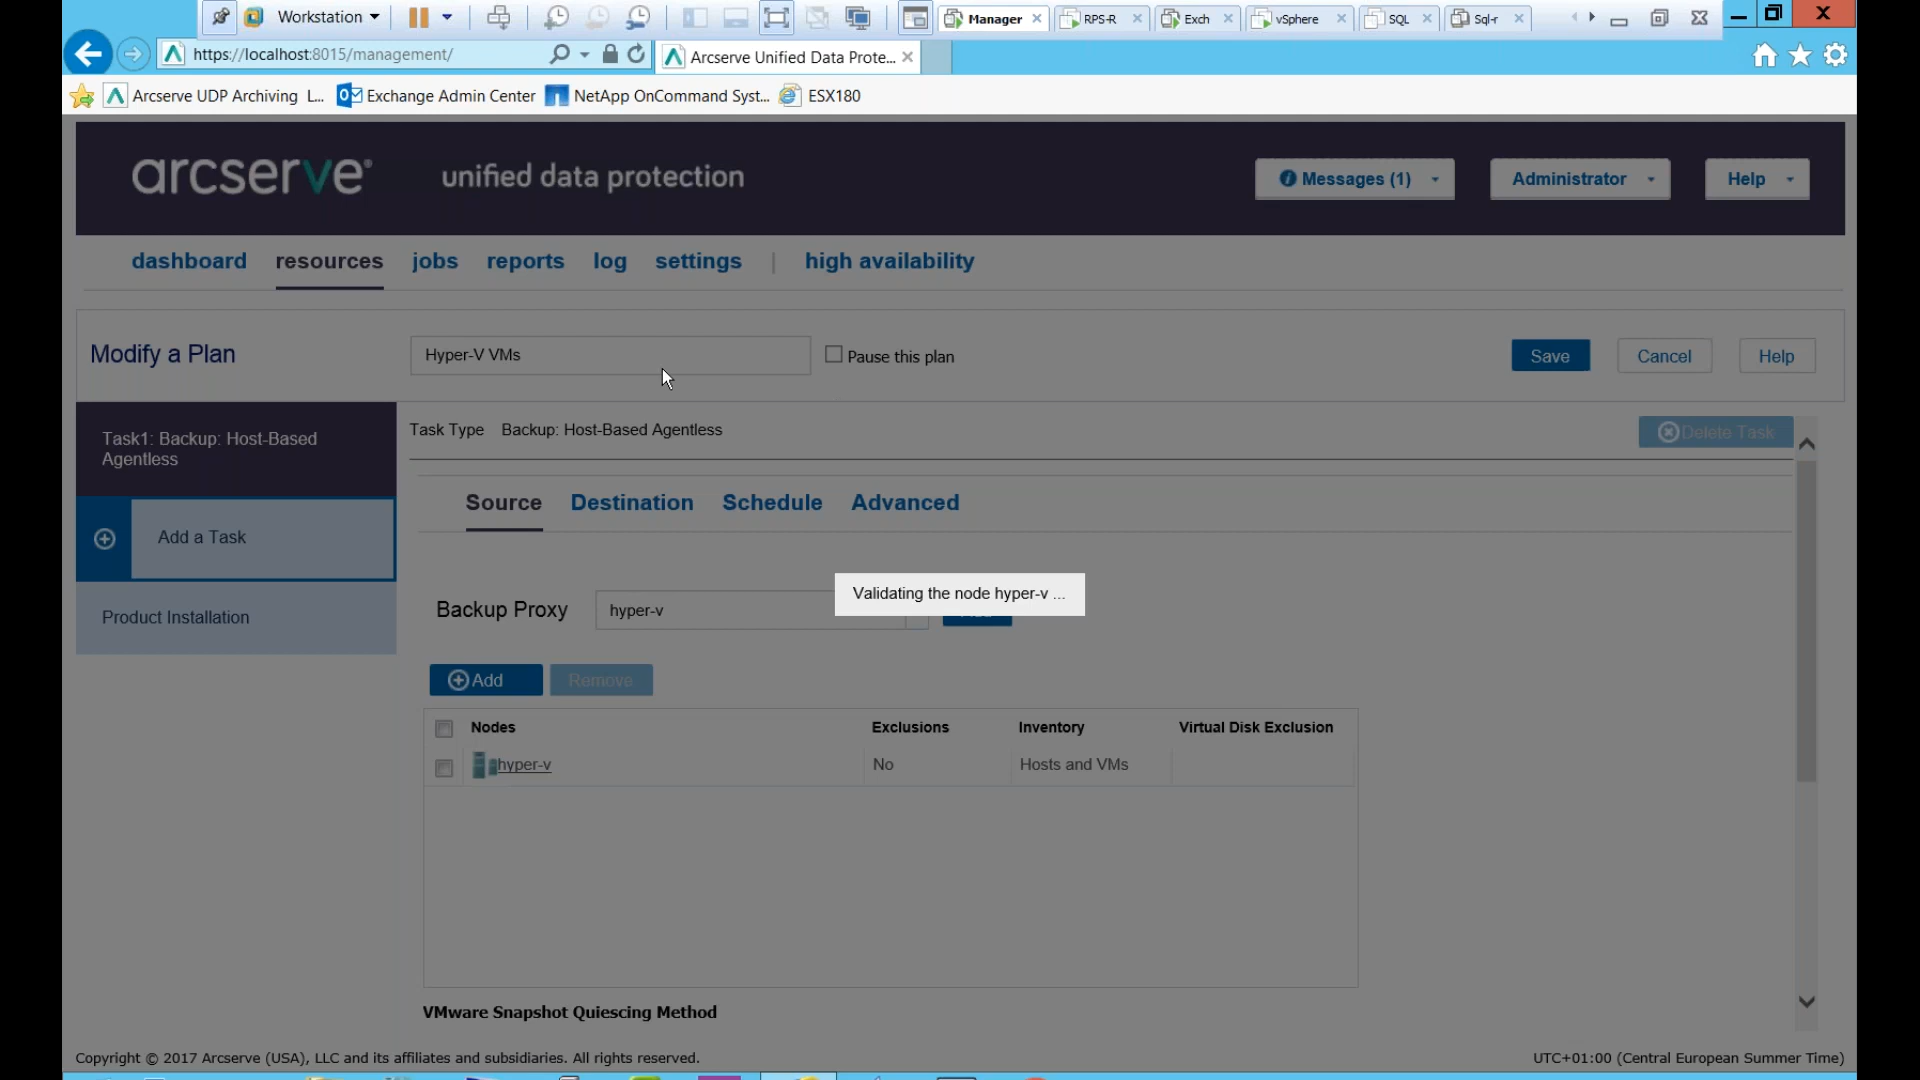 Workstation
Manager
RPS-R
Exch
vSphere
SQL
Sql-r
https://localhost:8015/management/
Arcserve Unified Data Prote...
Arcserve UDP Archiving L...
Exchange Admin Center
NetApp OnCommand Syst...
ESX180
arcserve®
unified data protection
Messages (1)
Administrator
Help
dashboard
resources
jobs
reports
log
settings
|
high availability
Modify a Plan
Hyper-V VMs
Pause this plan
Save
Cancel
Help
Task1: Backup: Host-Based
Agentless
Add a Task
Product Installation
Task Type Backup: Host-Based Agentless
Delete Task
Source
Destination
Schedule
Advanced
Backup Proxy
hyper-v
Validating the node hyper-v ...
Add
Remove
Nodes
Exclusions
Inventory
Virtual Disk Exclusion
hyper-v
No
Hosts and VMs
VMware Snapshot Quiescing Method
Copyright © 2017 Arcserve (USA), LLC and its affiliates and subsidiaries. All rights reserved.
UTC+01:00 (Central European Summer Time)